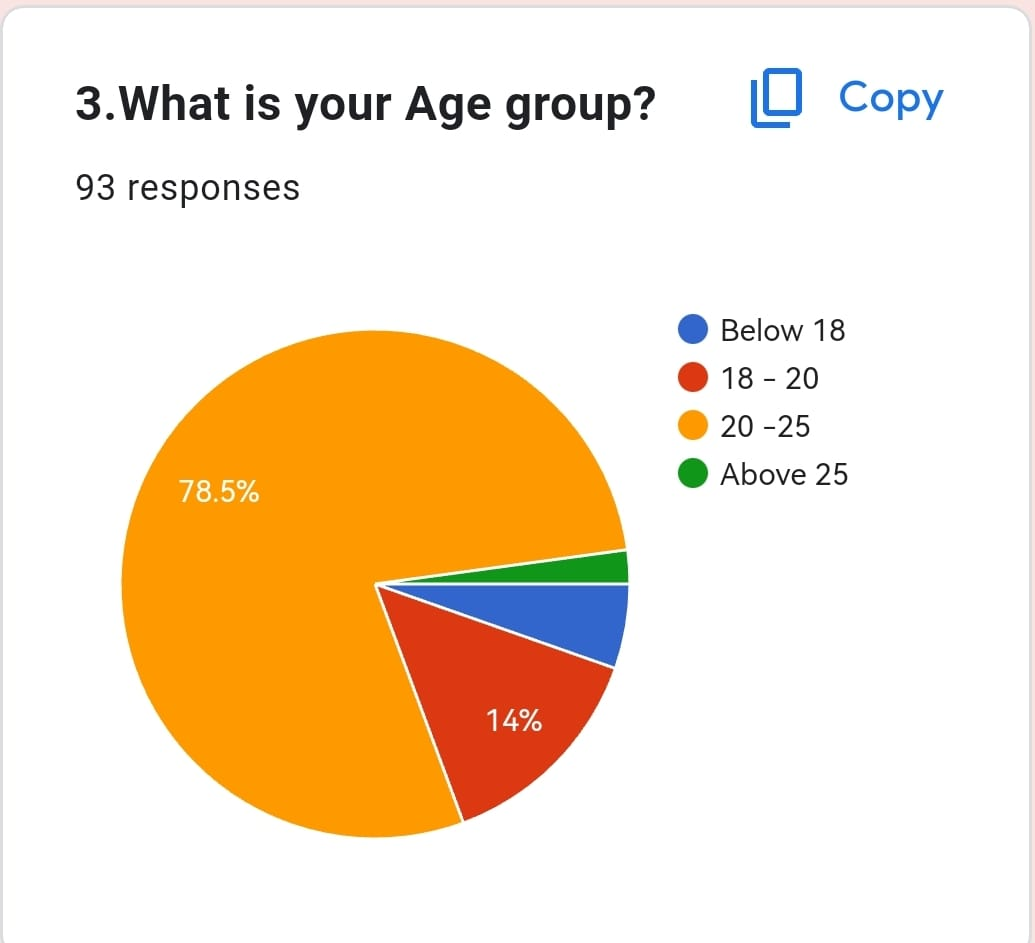 3.What is your Age group?
Copy
93 responses
Below 18
18 - 20
20 -25
Above 25
78.5%
14%